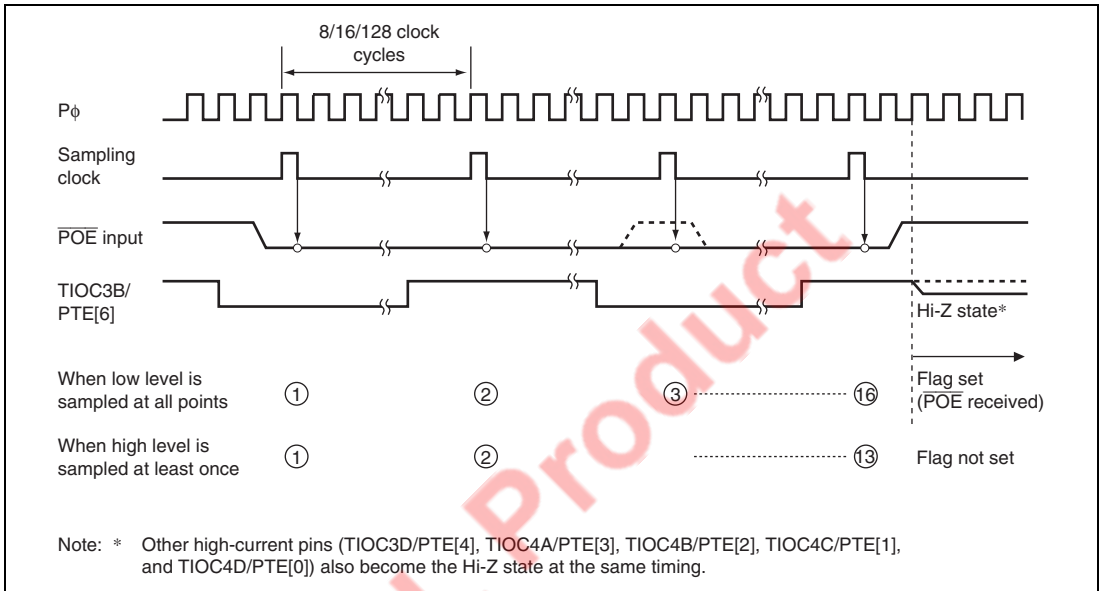 8/16/128 clock
cycles
Pϕ
Sampling
clock
POE input
TIOC3B/
PTE[6]
Hi-Z state*
When low level is
sampled at all points
1 2 3 16
Flag set
(POE received)
When high level is
sampled at least once
1 2 13
Flag not set
Note: * Other high-current pins (TIOC3D/PTE[4], TIOC4A/PTE[3], TIOC4B/PTE[2], TIOC4C/PTE[1],
and TIOC4D/PTE[0]) also become the Hi-Z state at the same timing.
Product